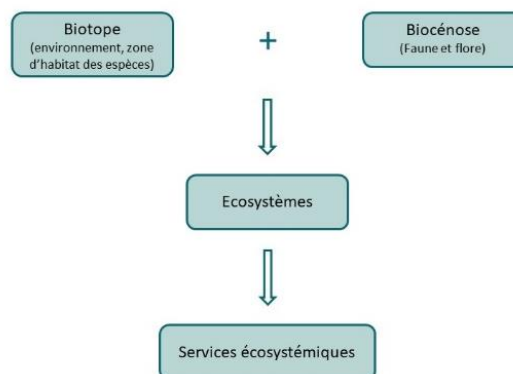 Biotope
(environnement, zone
d'habitat des espèces)
+
Biocénose
(Faune et flore)
Ecosystèmes
Services écosystémiques